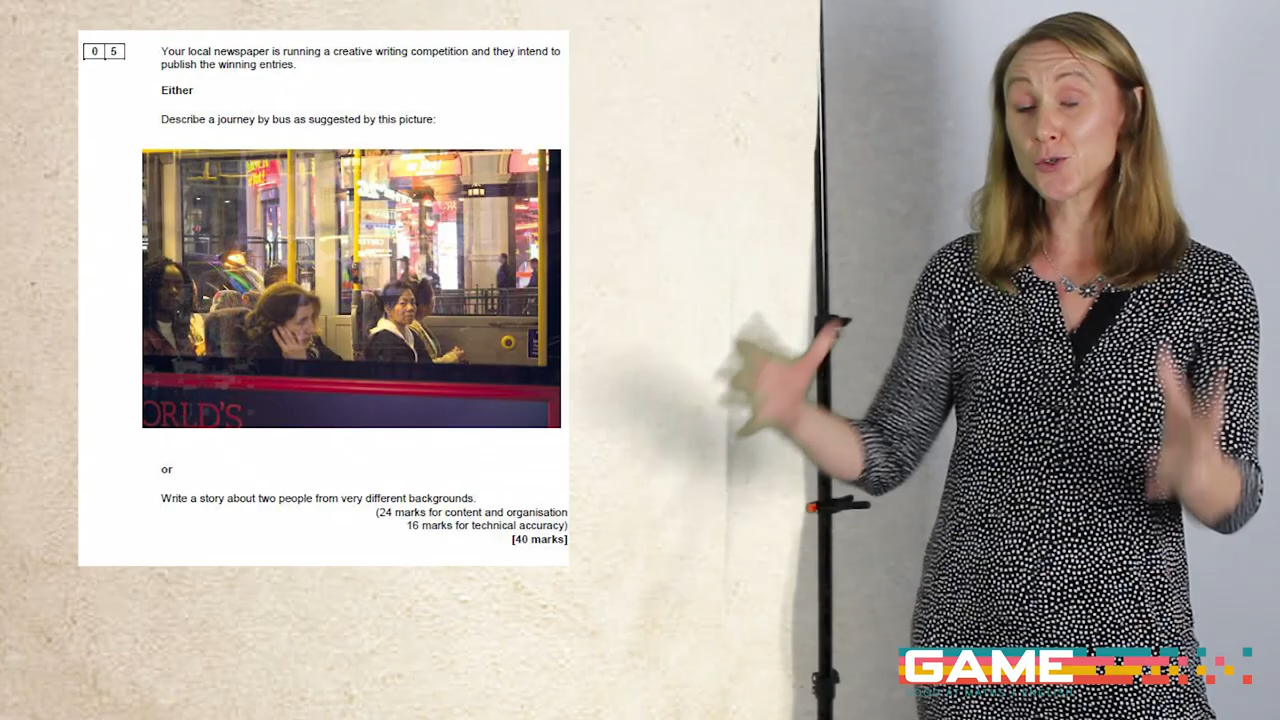 0 5
Your local newspaper is running a creative writing competition and they intend to
publish the winning entries.
Either
Describe a journey by bus as suggested by this picture:
ORLD'S
or
Write a story about two people from very different backgrounds.
(24 marks for content and organisation
16 marks for technical accuracy)
[40 marks]
GAME